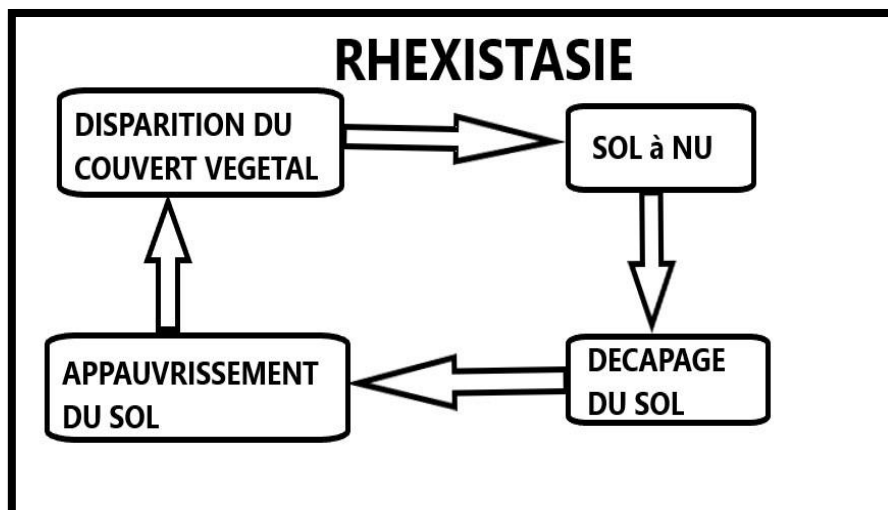 RHEXISTASIE
DISPARITION DU
COUVERT VEGETAL
SOL à NU
DECAPAGE
DU SOL
APPAUVRISSEMENT
DU SOL